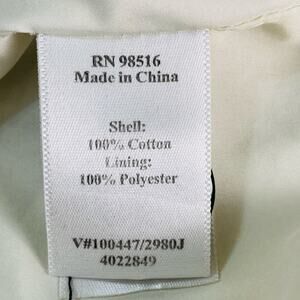 RN 98516
Made in China
Shell:
100% Cotton
Lining:
100% Polyester
V#100447/2980J
4022849